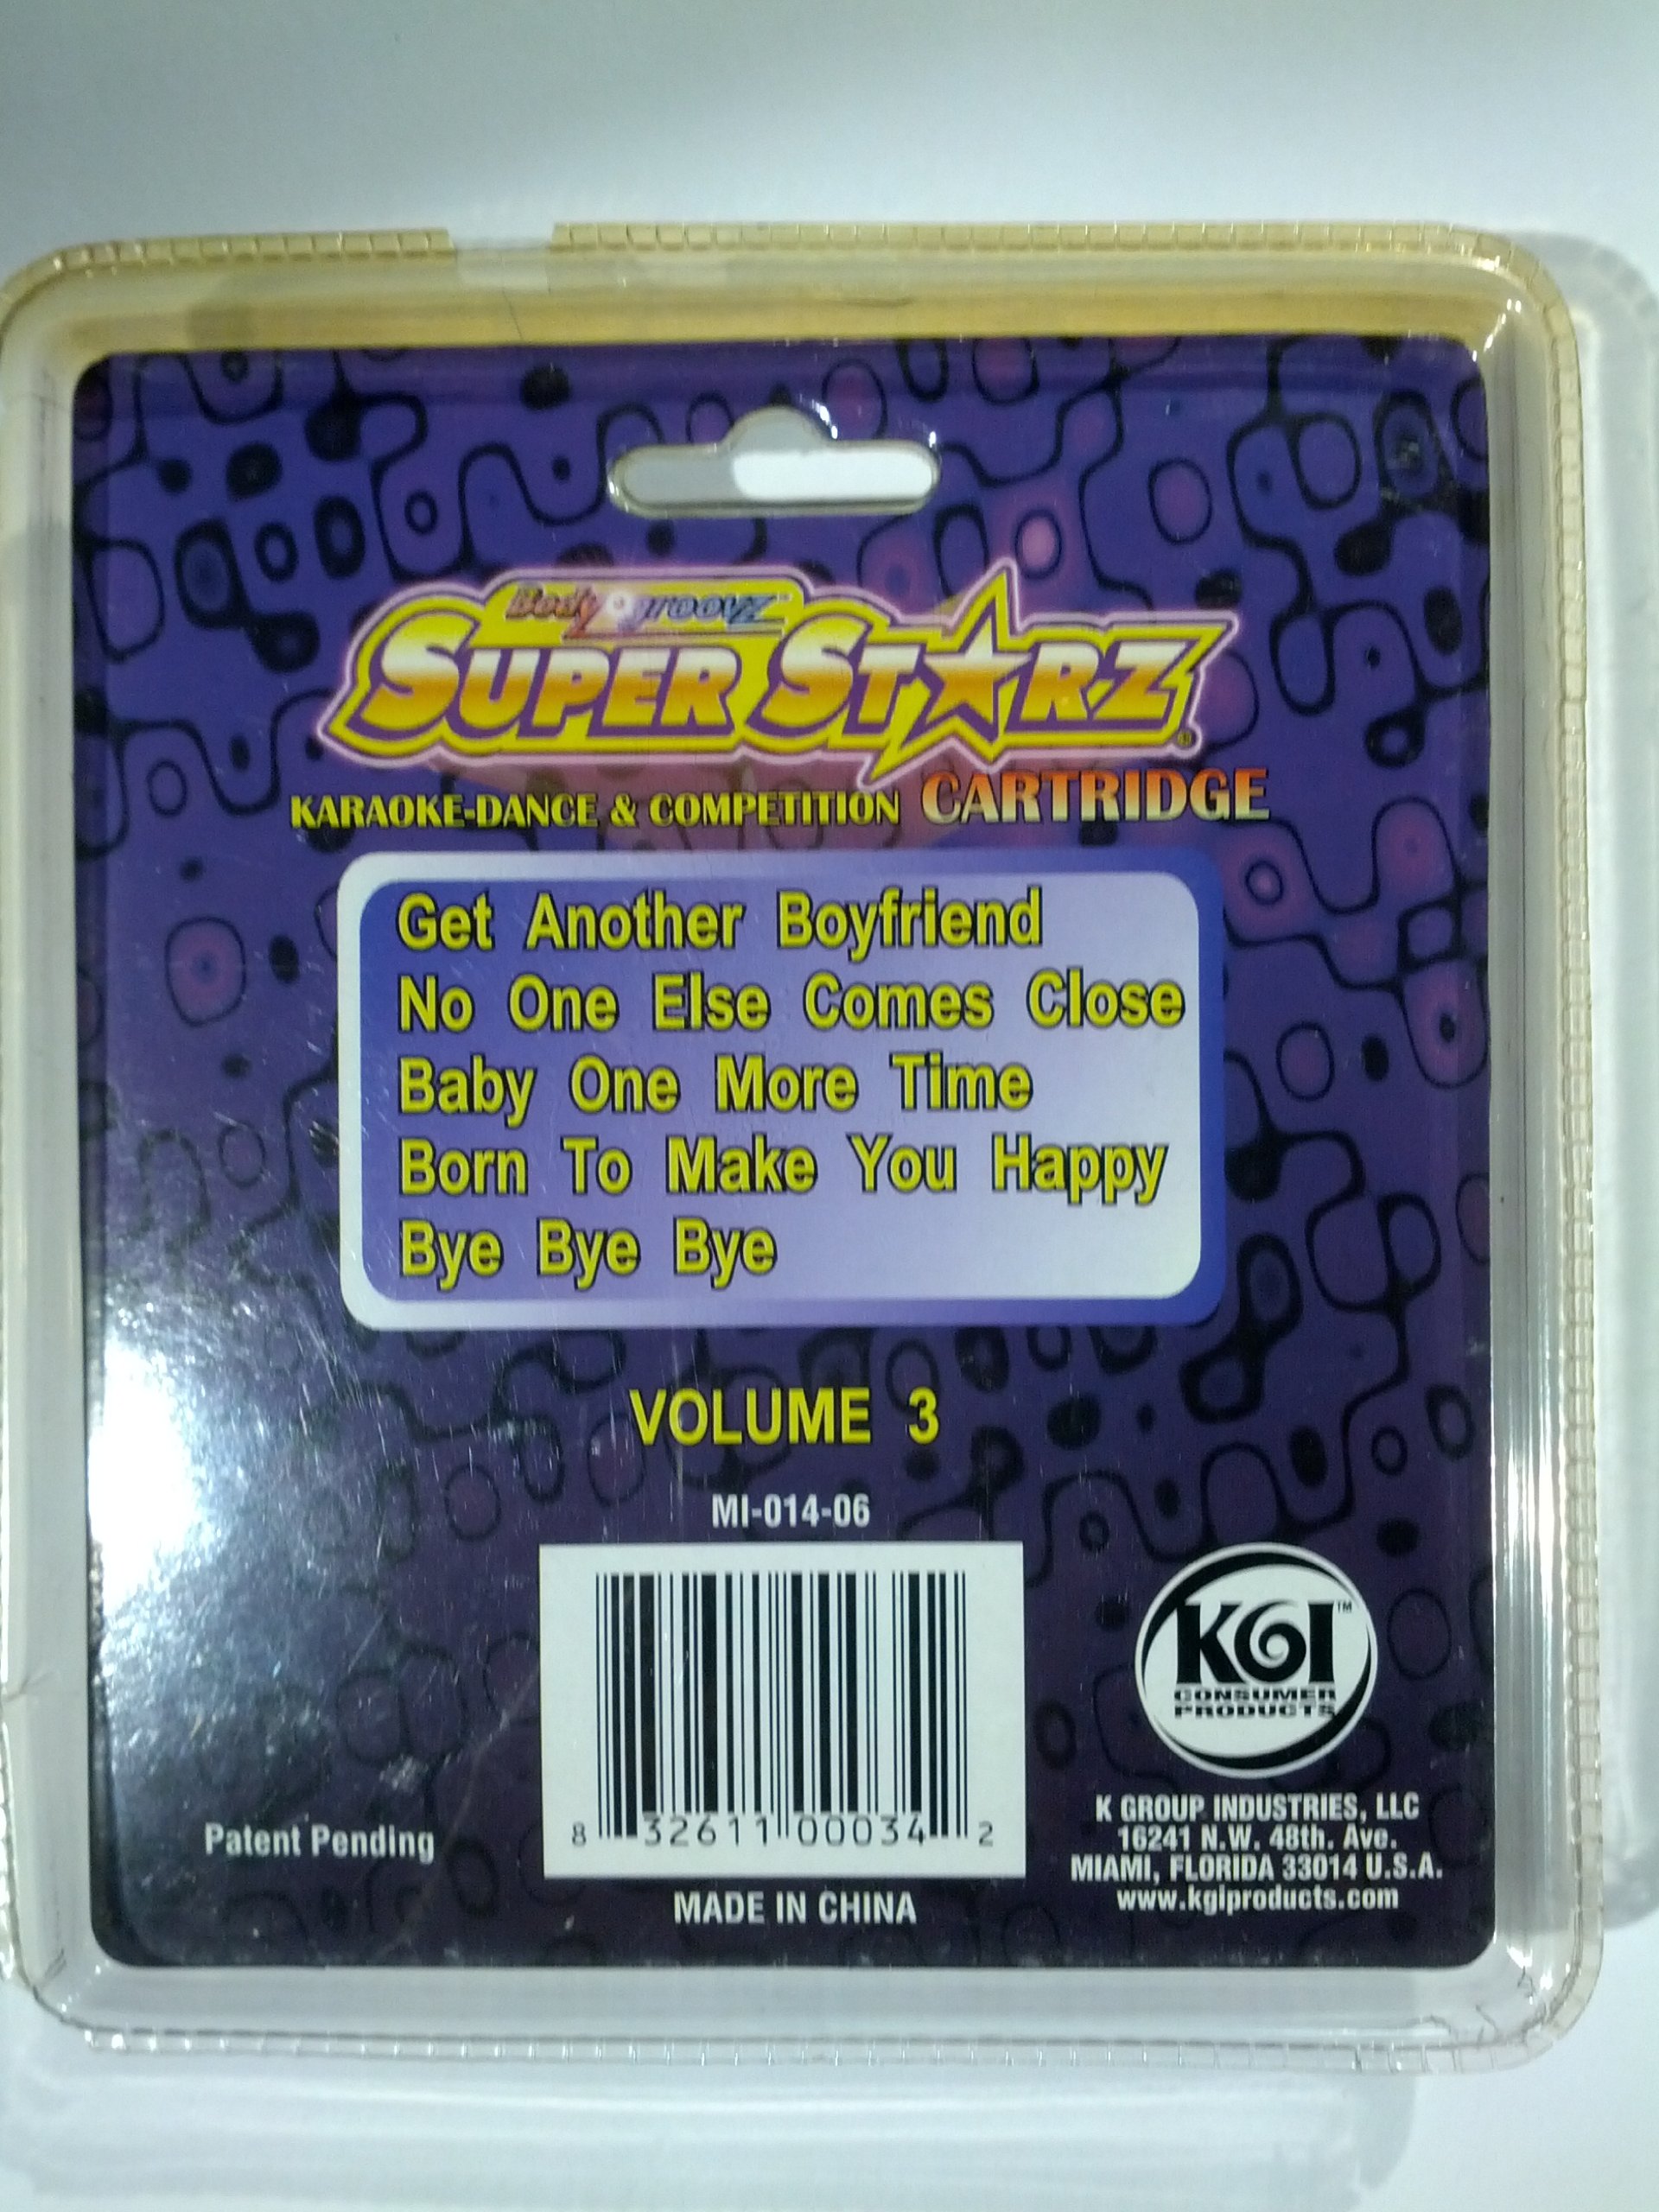 Body groovz
SUPER STARZ®
KARAOKE-DANCE & COMPETITION CARTRIDGE
Get Another Boyfriend
No One Else Comes Close
Baby One More Time
Born To Make You Happy
Bye Bye Bye
VOLUME 3
MI-014-06
KGI™
CONSUMER
PRODUCTS
8 32611 00034 2
Patent Pending
MADE IN CHINA
K GROUP INDUSTRIES, LLC
16241 N.W. 48th. Ave.
MIAMI, FLORIDA 33014 U.S.A.
www.kgiproducts.com